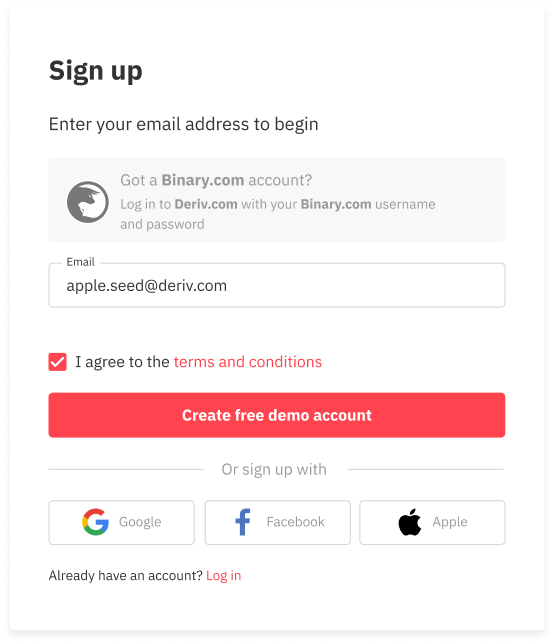 Sign up
Enter your email address to begin
Got a Binary.com account?
Log in to Deriv.com with your Binary.com username
and password
Email
apple.seed@deriv.com
I agree to the terms and conditions
Create free demo account
Or sign up with
Google
Facebook
Apple
Already have an account? Log in